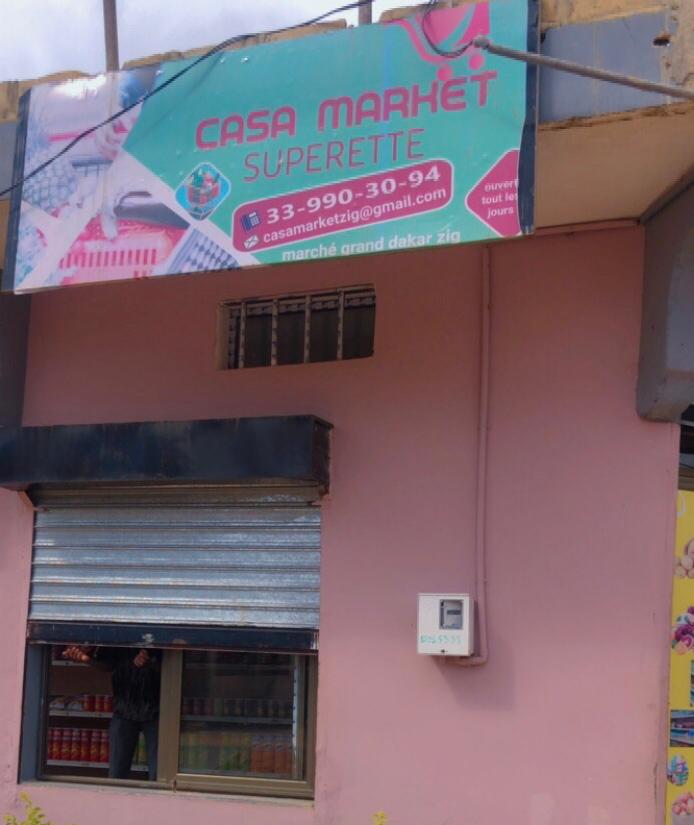 CASA MARKET
SUPERETTE
33-990-30-94
casamarketzig@gmail.com
ouvert
tout les
jours
marché grand dakar zig